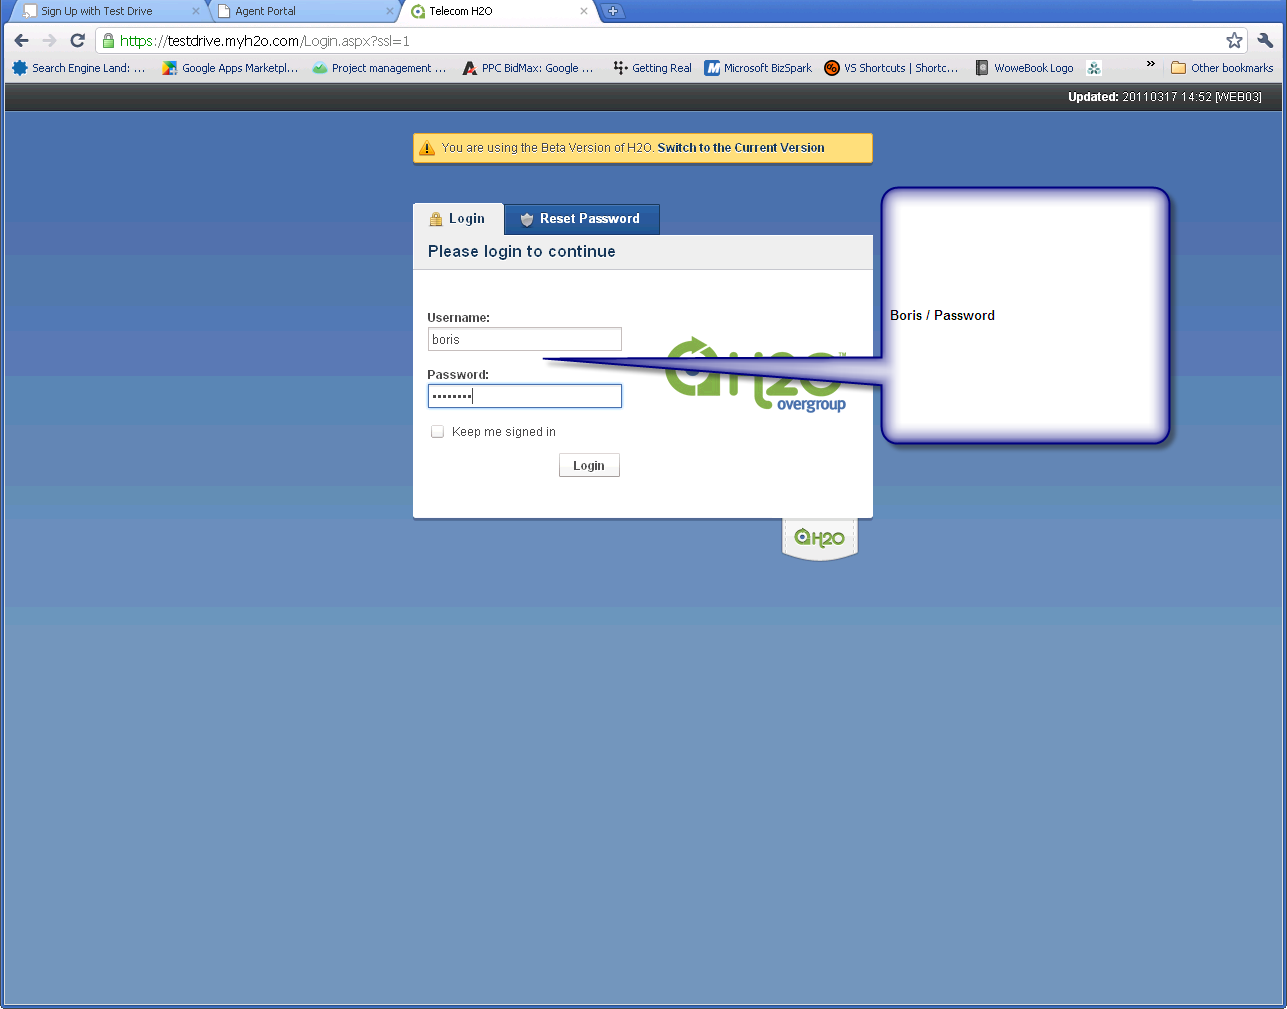 Sign Up with Test Drive
Agent Portal
Telecom H2O
https://testdrive.myh2o.com/Login.aspx?ssl=1
Search Engine Land: ...
Google Apps Marketpl...
Project management ...
PPC BidMax: Google ...
Getting Real
Microsoft BizSpark
VS Shortcuts | Shortc...
WoweBook Logo
»
Other bookmarks
Updated: 20110317 14:52 [WEB03]
You are using the Beta Version of H2O. Switch to the Current Version
Login
Reset Password
Please login to continue
Username:
boris
Boris / Password
Password:
••••••••
H2O™
overgroup
Keep me signed in
Login
H2O